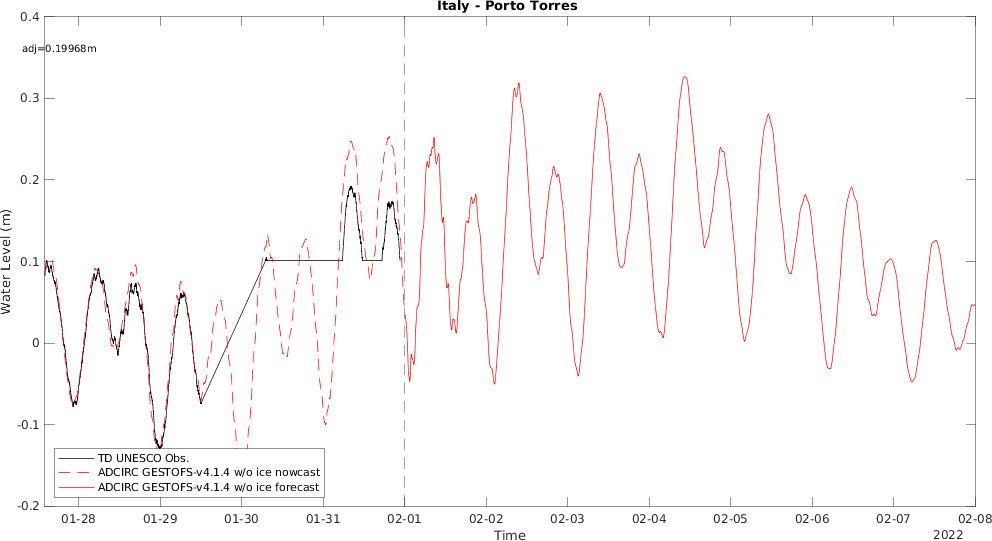 Italy - Porto Torres
adj=0.19968m
0.4
0.3
0.2
0.1
0
-0.1
-0.2
Water Level (m)
TD UNESCO Obs.
ADCIRC GESTOFS-v4.1.4 w/o ice nowcast
ADCIRC GESTOFS-v4.1.4 w/o ice forecast
01-28 01-29 01-30 01-31 02-01 02-02 02-03 02-04 02-05 02-06 02-07 02-08
Time
2022